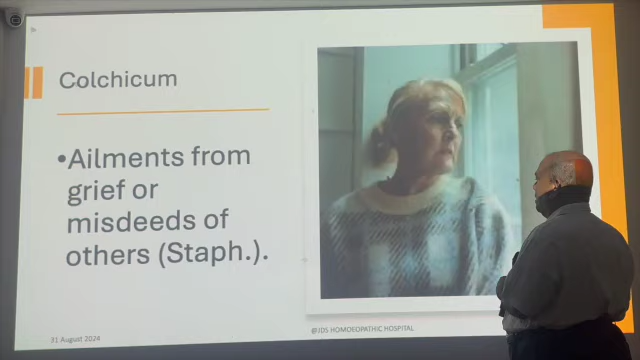 Colchicum
•Ailments from
grief or
misdeeds of
others (Staph.).
31 August 2024
@JDS HOMOEOPATHIC HOSPITAL